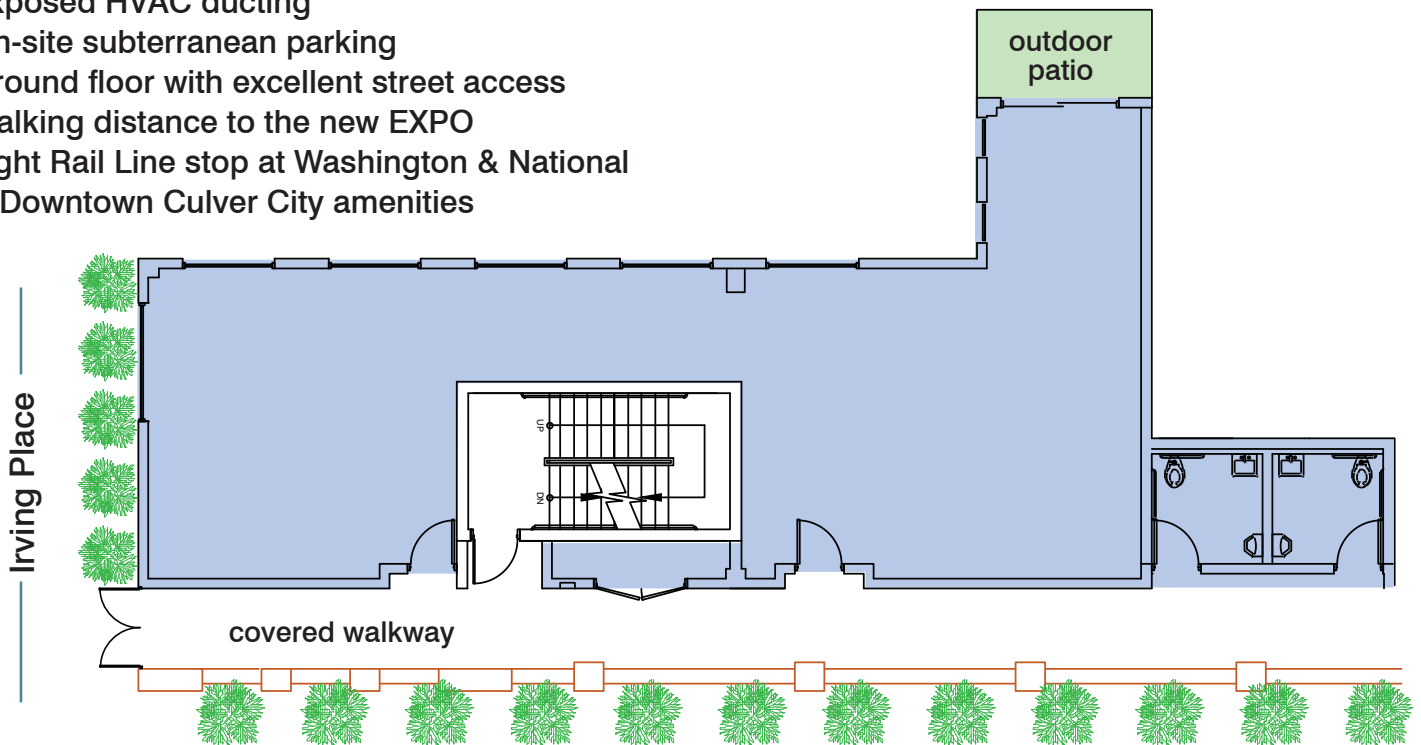 xposed HVAC ducting
n-site subterranean parking
round floor with excellent street access
alking distance to the new EXPO
ght Rail Line stop at Washington & National
Downtown Culver City amenities
outdoor
patio
Irving Place
UP
DN
covered walkway